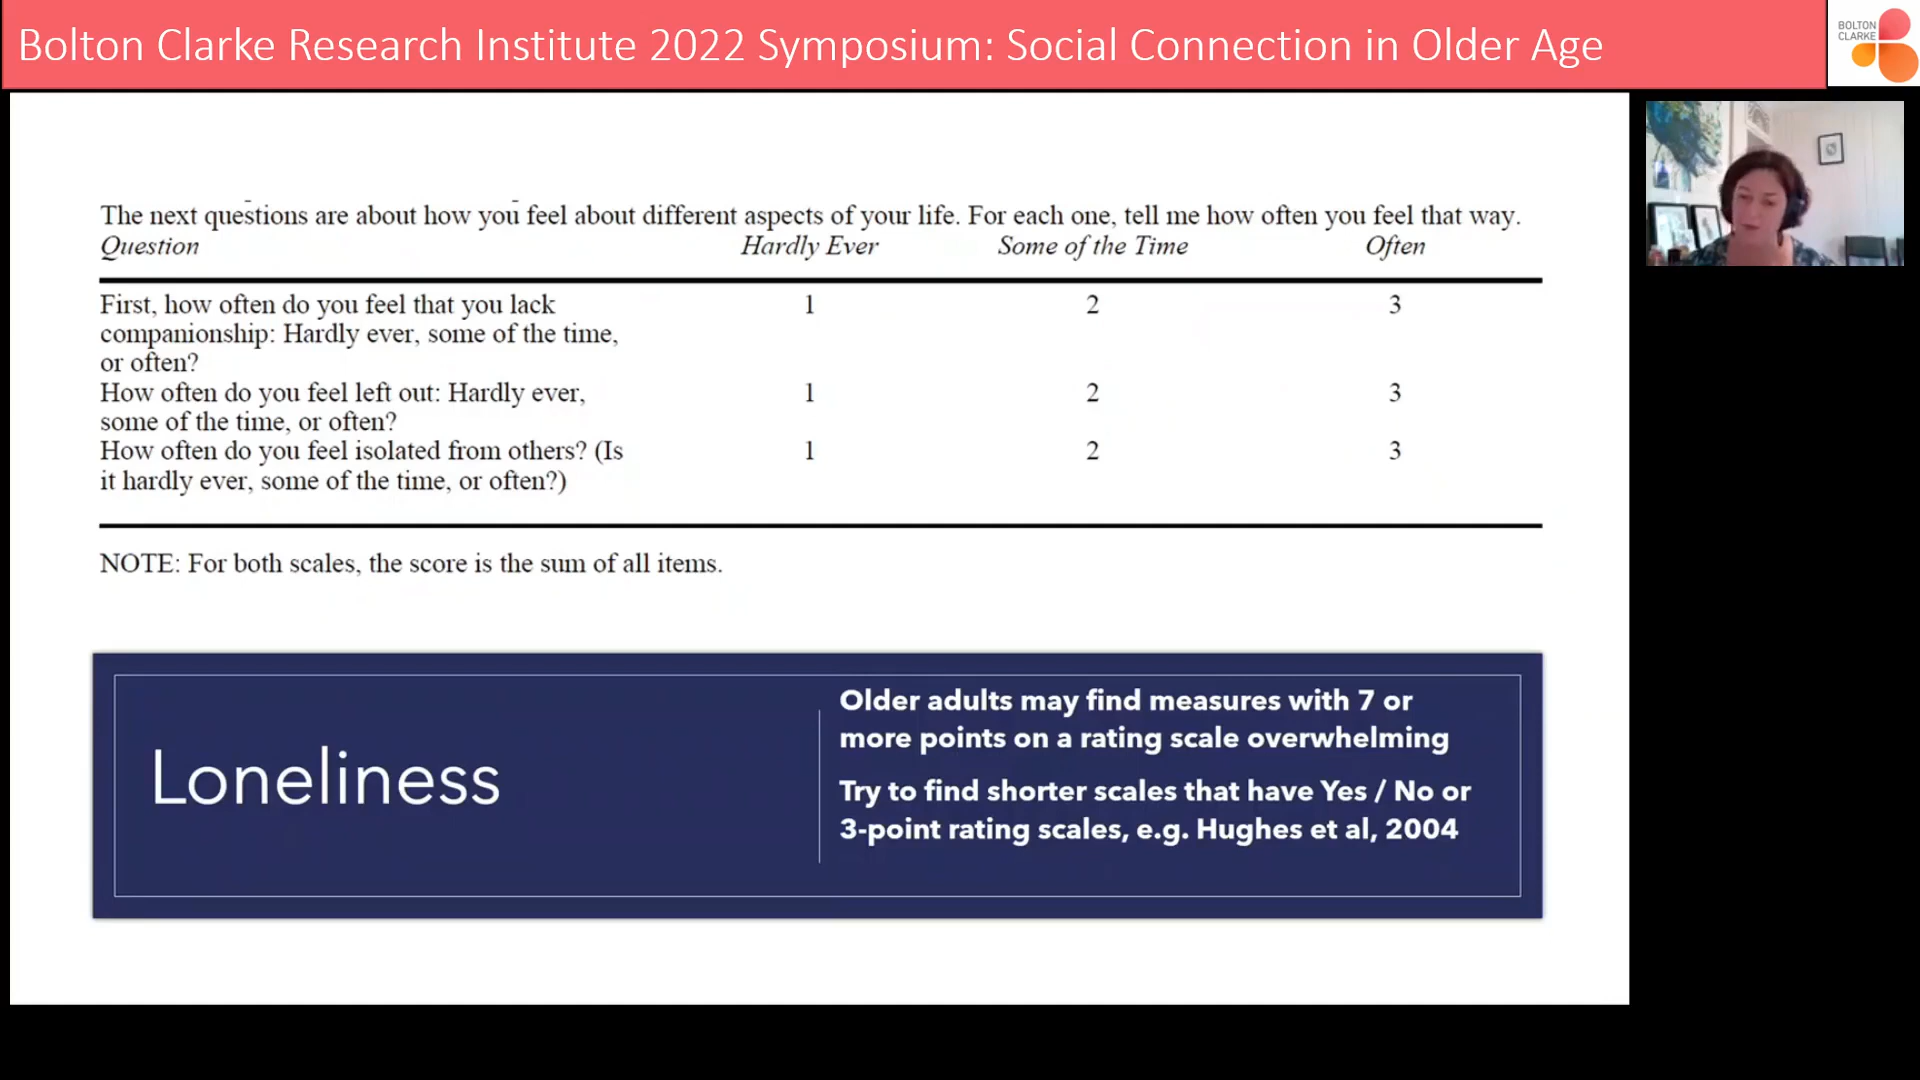 Bolton Clarke Research Institute 2022 Symposium: Social Connection in Older Age
BOLTON
CLARKE
The next questions are about how you feel about different aspects of your life. For each one, tell me how often you feel that way.
Question Hardly Ever Some of the Time Often
First, how often do you feel that you lack 1 2 3
companionship: Hardly ever, some of the time,
or often?
How often do you feel left out: Hardly ever, 1 2 3
some of the time, or often?
How often do you feel isolated from others? (Is 1 2 3
it hardly ever, some of the time, or often?)
NOTE: For both scales, the score is the sum of all items.
Loneliness
Older adults may find measures with 7 or
more points on a rating scale overwhelming
Try to find shorter scales that have Yes / No or
3-point rating scales, e.g. Hughes et al, 2004